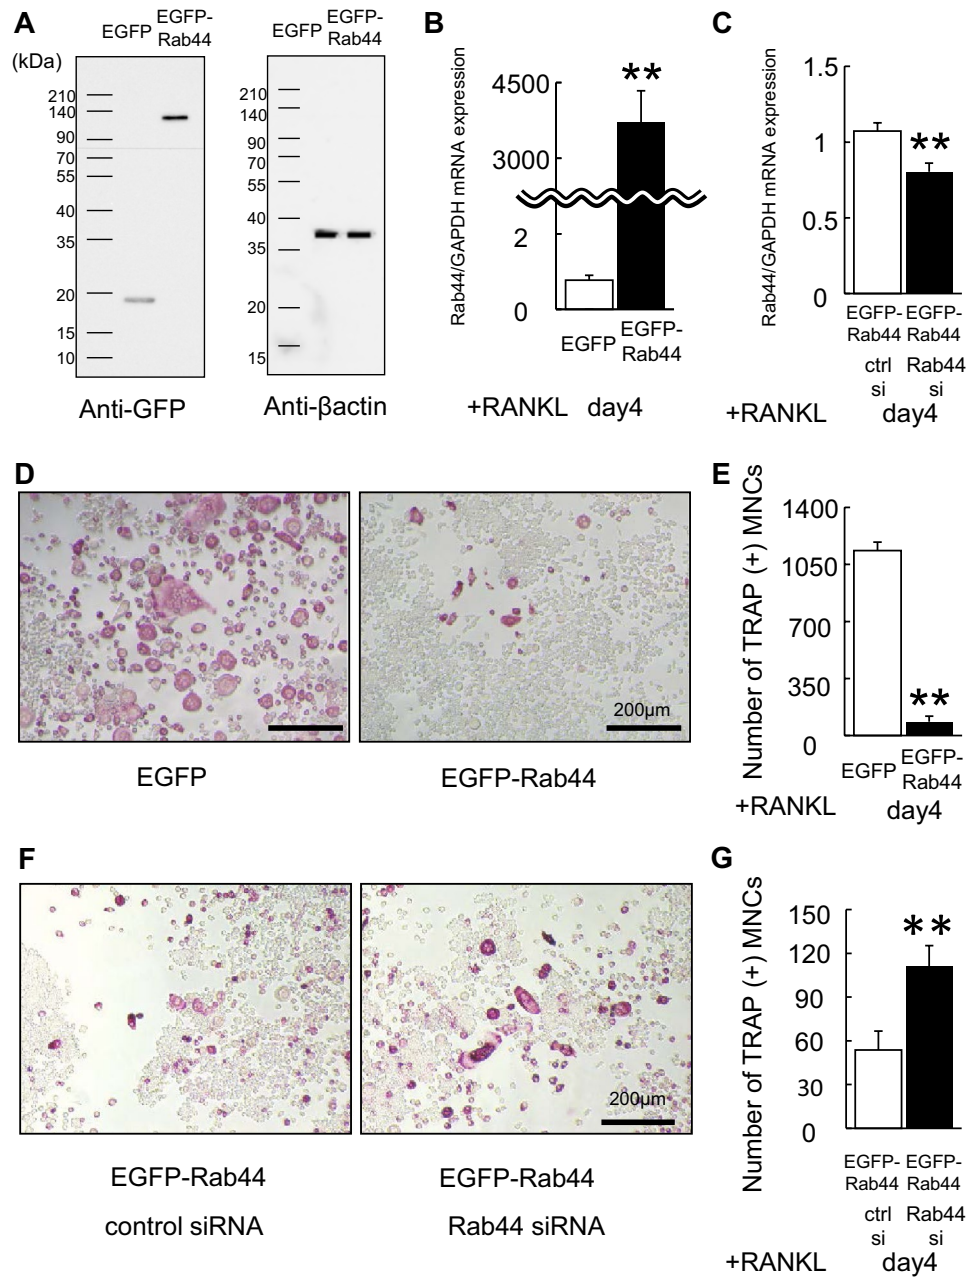 A
EGFP EGFP-
Rab44
(kDa)
210
140
90
70
55
40
35
20
15
10
Anti-GFP
EGFP EGFP-
Rab44
210
140
90
70
55
40
35
20
15
Anti-βactin
B
Rab44/GAPDH mRNA expression
4500
3000
2
0
**
EGFP EGFP-
Rab44
+RANKL day4
C
Rab44/GAPDH mRNA expression
1.5
1
0.5
0
**
EGFP- EGFP-
Rab44 Rab44
ctrl Rab44
si si
+RANKL day4
D
200μm
EGFP EGFP-Rab44
E
Number of TRAP (+) MNCs
1400
1050
700
350
0
**
EGFP EGFP-
Rab44
+RANKL day4
F
200μm
EGFP-Rab44 EGFP-Rab44
control siRNA Rab44 siRNA
G
Number of TRAP (+) MNCs
150
120
90
60
30
0
**
EGFP- EGFP-
Rab44 Rab44
ctrl Rab44
si si
+RANKL day4